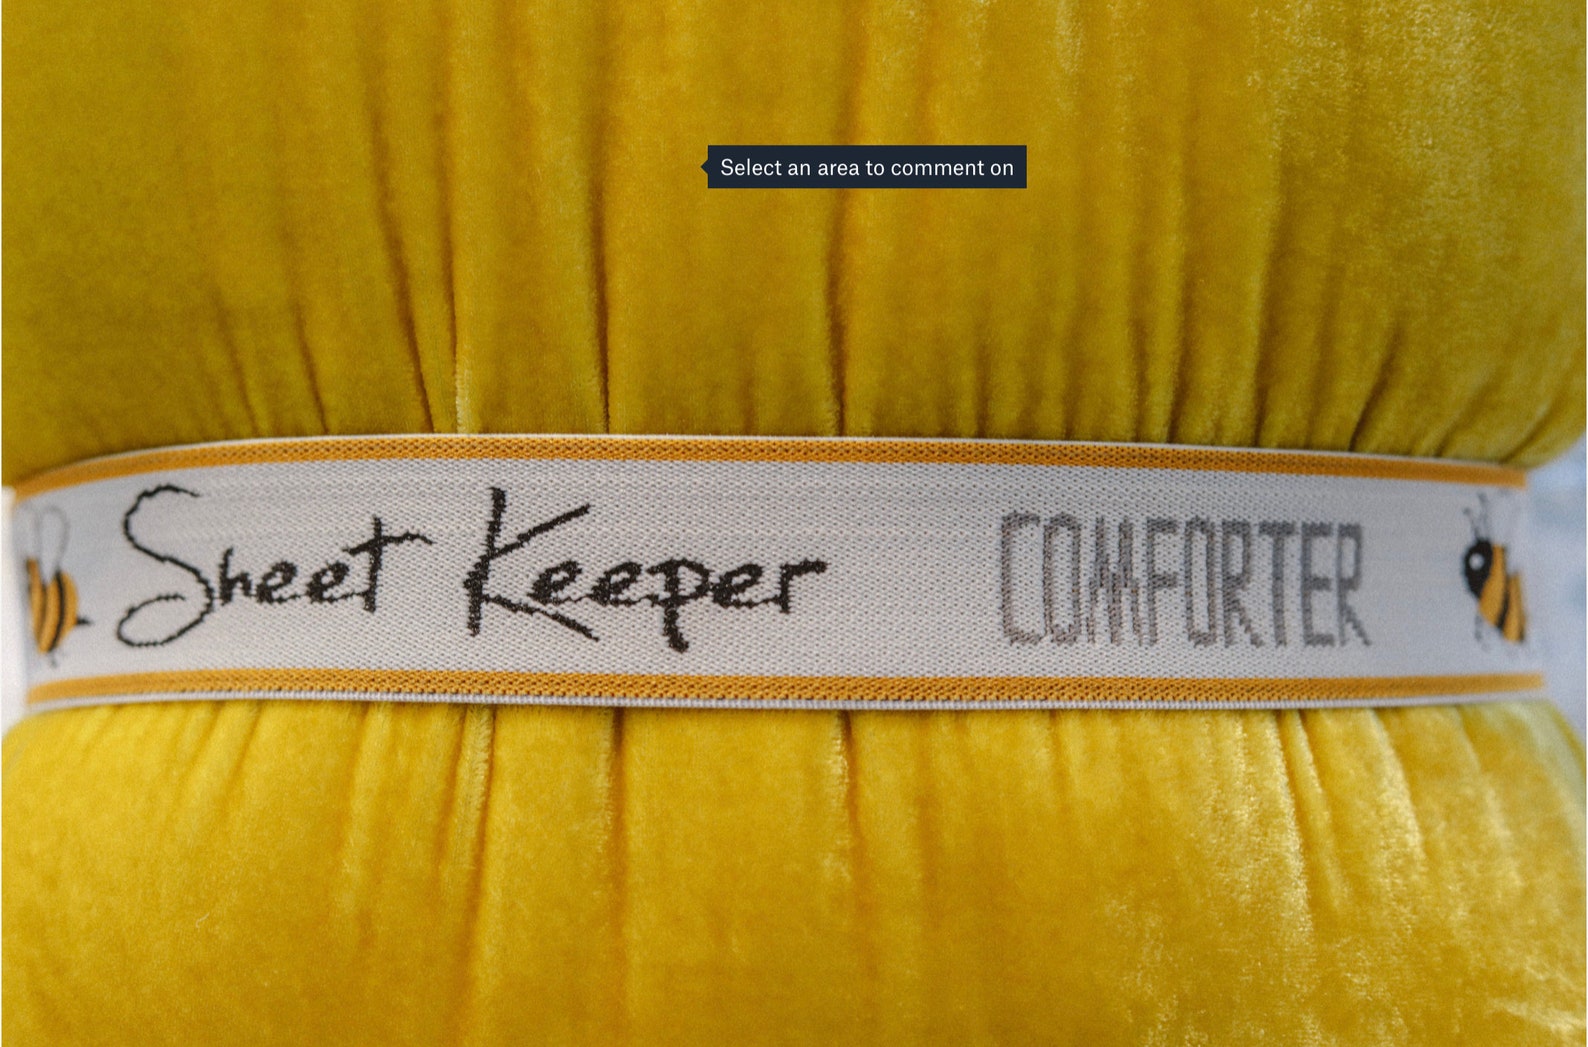 Select an area to comment on
Sheet Keeper COMFORTER